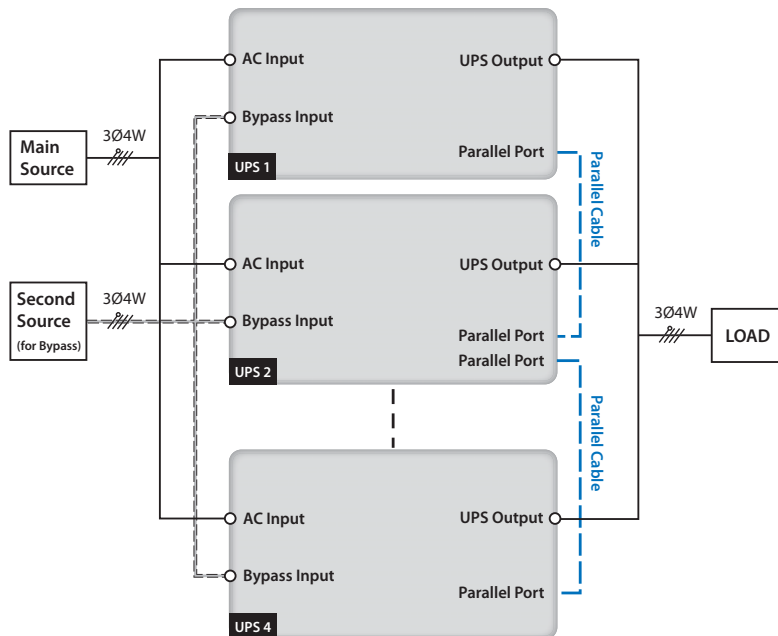 AC Input
UPS Output
Bypass Input
Parallel Port
UPS 1
Main
Source
3Ø4W
Parallel Cable
AC Input
UPS Output
Bypass Input
Parallel Port
Parallel Port
UPS 2
Second
Source
(for Bypass)
3Ø4W
3Ø4W
LOAD
Parallel Cable
AC Input
UPS Output
Bypass Input
Parallel Port
UPS 4